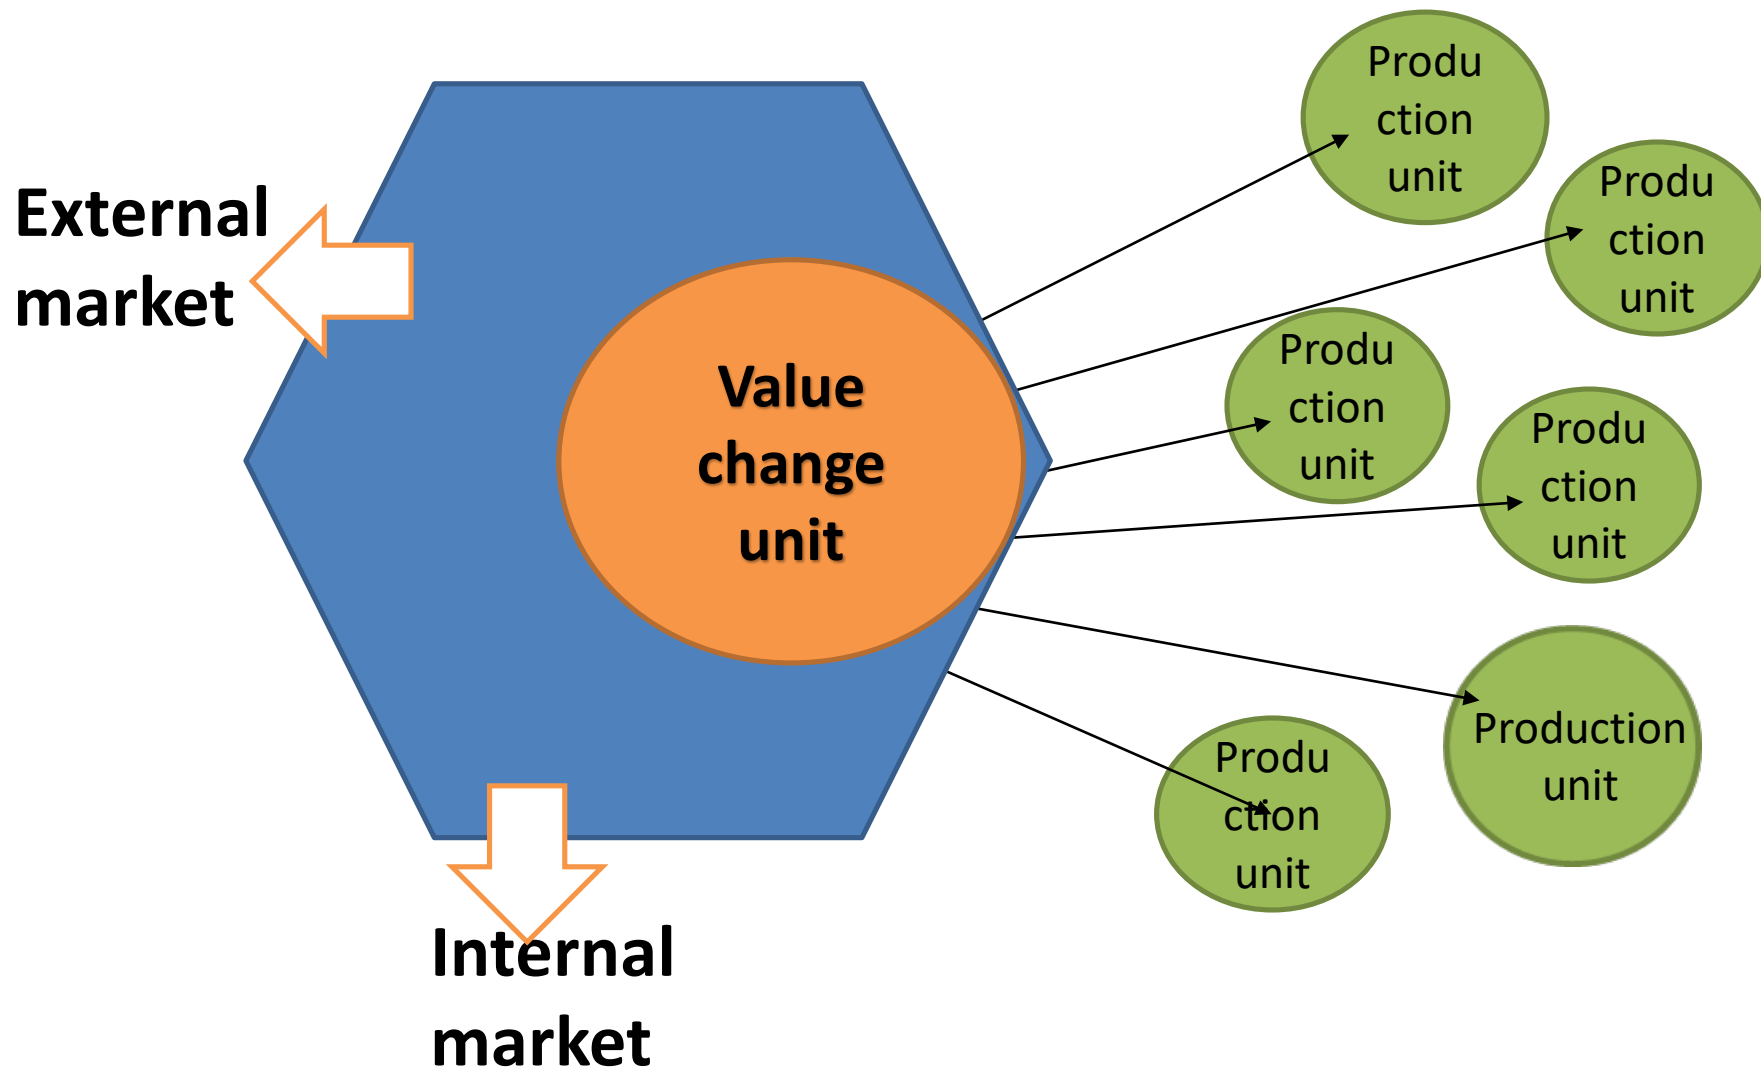 External
market
Value
change
unit
Internal
market
Produ
ction
unit
Produ
ction
unit
Produ
ction
unit
Produ
ction
unit
Production
unit
Produ
ction
unit